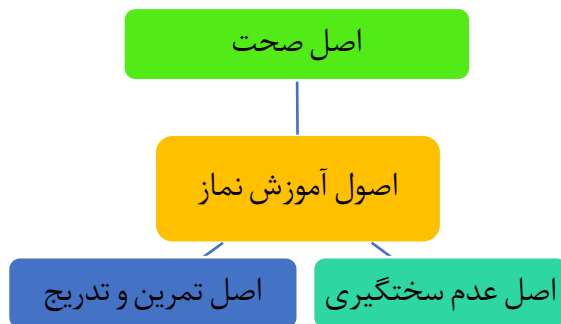 اصل صحت
اصول آموزش نماز
اصل عدم سختگیری
اصل تمرین و تدریج